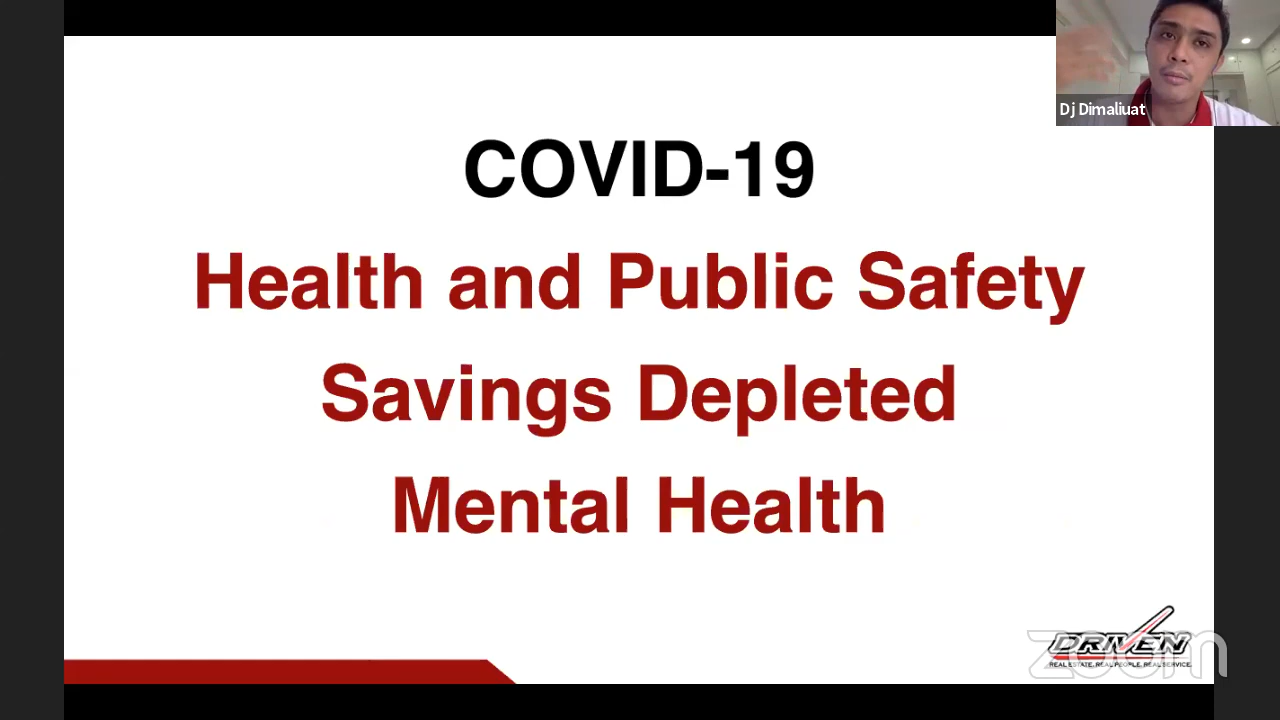 Dj Dimaliuat
COVID-19
Health and Public Safety
Savings Depleted
Mental Health
DRIVEN
REAL ESTATE. REAL PEOPLE. REAL SERVICE.
zoom